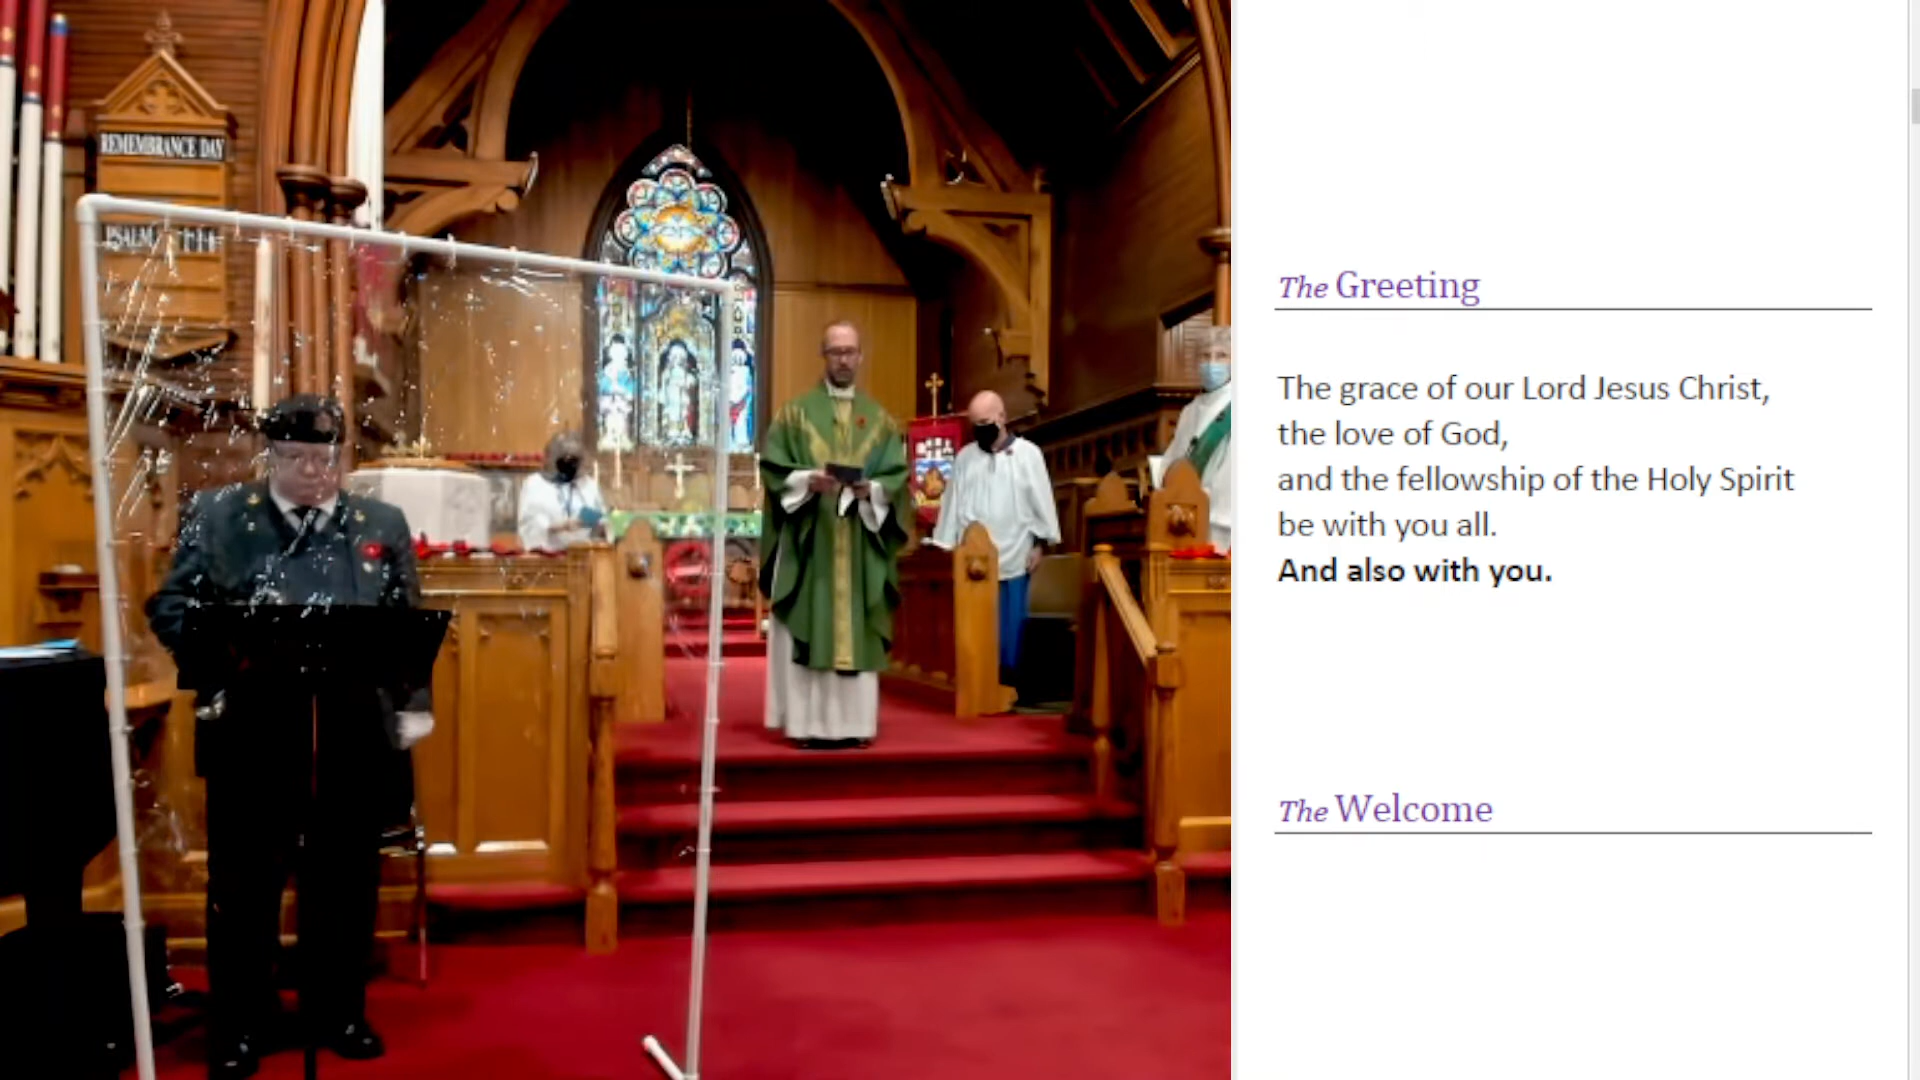 REMEMBRANCE DAY
PSALM
The Greeting
The grace of our Lord Jesus Christ,
the love of God,
and the fellowship of the Holy Spirit
be with you all.
And also with you.
The Welcome